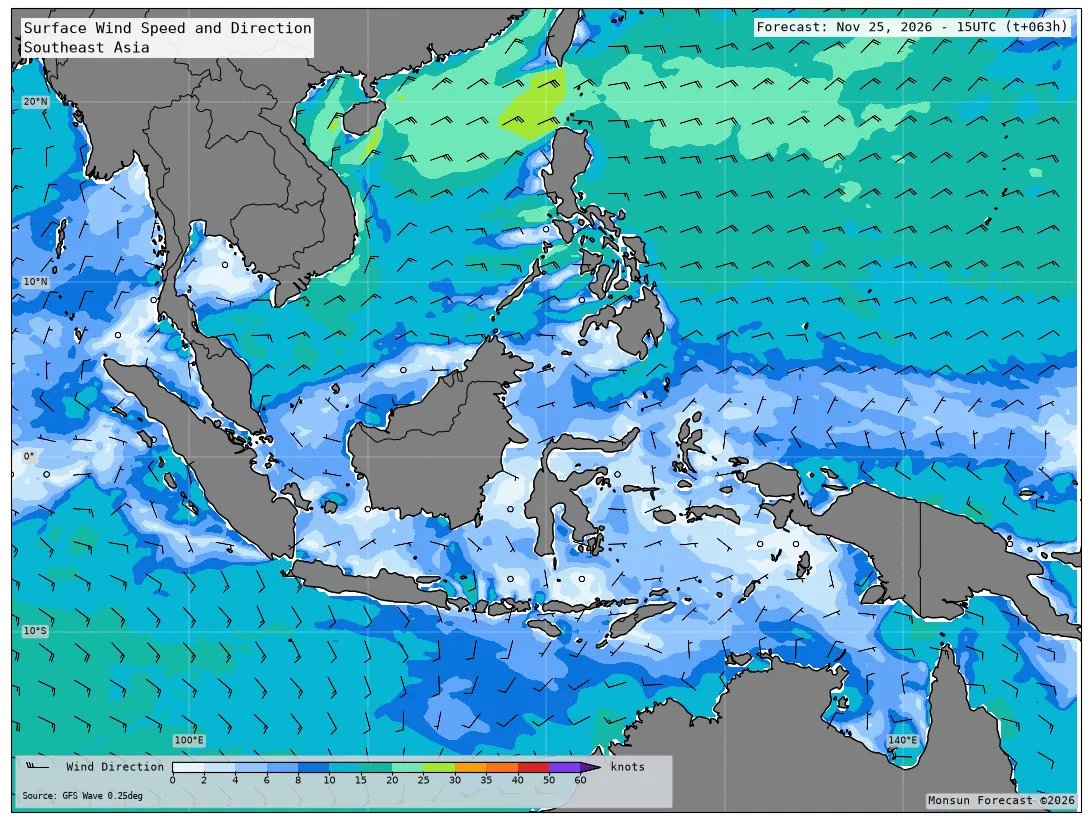 Surface Wind Speed and Direction
Southeast Asia
Forecast: Nov 25, 2026 - 15UTC (t+063h)
20°N
10°N
0°
10°S
100°E
140°E
Wind Direction
knots
0 2 4 6 8 10 15 20 25 30 35 40 50 60
Source: GFS Wave 0.25deg
Monsun Forecast ©2026